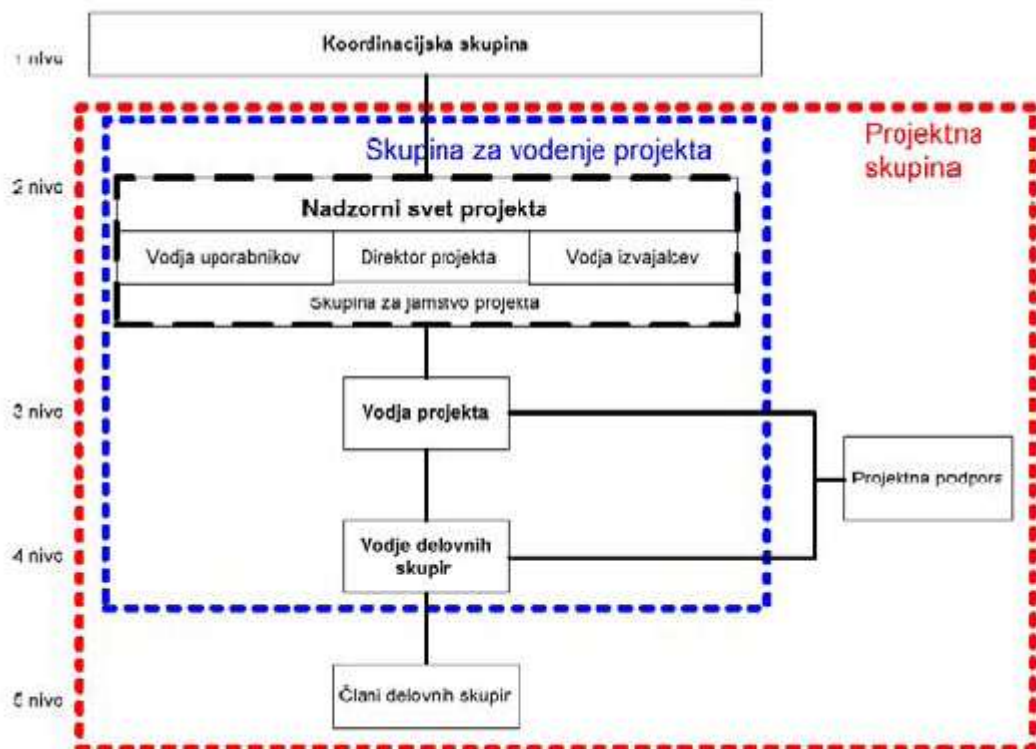 Koordinacijska skupina
1 nivo
Projektna
skupina
Skupina za vodenje projekta
2 nivo
Nadzorni svet projekta
Vodja uporabnikov
Direktor projekta
Vodja izvajalcev
Skupina za jamstvo projekta
3 nivo
Vodja projekta
Projektna podpora
4 nivo
Vodje delovnih
skupin
5 nivo
Člani delovnih skupin